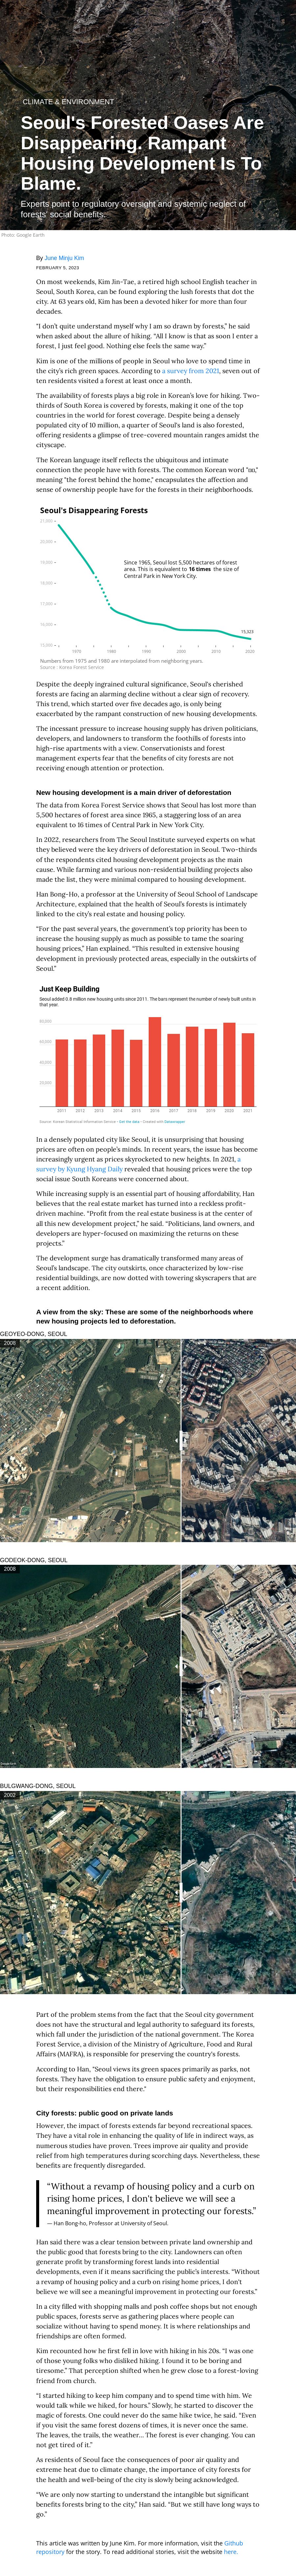 CLIMATE & ENVIRONMENT
Seoul's Forested Oases Are
Disappearing. Rampant
Housing Development Is To
Blame.
Experts point to regulatory oversight and systemic neglect of
forests' social benefits.
Photo: Google Earth
By June Minju Kim
FEBRUARY 5, 2023
On most weekends, Kim Jin-Tae, a retired high school English teacher in
Seoul, South Korea, can be found exploring the lush forests that dot the
city. At 63 years old, Kim has been a devoted hiker for more than four
decades.
"I don't quite understand myself why I am so drawn by forests," he said
when asked about the allure of hiking. "All I know is that as soon I enter a
forest, I just feel good. Nothing else feels the same way."
Kim is one of the millions of people in Seoul who love to spend time in
the city's rich green spaces. According to a survey from 2021, seven out of
ten residents visited a forest at least once a month.
The availability of forests plays a big role in Korean's love for hiking. Two-
thirds of South Korea is covered by forests, making it one of the top
countries in the world for forest coverage. Despite being a densely
populated city of 10 million, a quarter of Seoul's land is also forested,
offering residents a glimpse of tree-covered mountain ranges amidst the
cityscape.
The Korean language itself reflects the ubiquitous and intimate
connection the people have with forests. The common Korean word
meaning "the forest behind the home," encapsulates the affection and
sense of ownership people have for the forests in their neighborhoods.
Seoul's Disappearing Forests
21,000
20,000
19,000
18,000
17,000
16,000
15,000
Since 1965, Seoul lost 5,500 hectares of forest
area. This is equivalent to 16 times the size of
Central Park in New York City.
15,323
1970
1980
1990
2000
2010
2020
Numbers from 1975 and 1980 are interpolated from neighboring years.
Source : Korea Forest Service
Despite the deeply ingrained cultural significance, Seoul's cherished
forests are facing an alarming decline without a clear sign of recovery.
This trend, which started over five decades ago, is only being
exacerbated by the rampant construction of new housing developments.
The incessant pressure to increase housing supply has driven politicians,
developers, and landowners to transform the foothills of forests into
high-rise apartments with a view. Conservationists and forest
management experts fear that the benefits of city forests are not
receiving enough attention or protection.
New housing development is a main driver of deforestation
The data from Korea Forest Service shows that Seoul has lost more than
5,500 hectares of forest area since 1965, a staggering loss of an area
equivalent to 16 times of Central Park in New York City.
In 2022, researchers from The Seoul Institute surveyed experts on what
they believed were the key drivers of deforestation in Seoul. Two-thirds
of the respondents cited housing development projects as the main
cause. While farming and various non-residential building projects also
made the list, they were minimal compared to housing development.
Han Bong-Ho, a professor at the University of Seoul School of Landscape
Architecture, explained that the health of Seoul's forests is intimately
linked to the city's real estate and housing policy.
"For the past several years, the government's top priority has been to
increase the housing supply as much as possible to tame the soaring
housing prices," Han explained. "This resulted in extensive housing
development in previously protected areas, especially in the outskirts of
Seoul."
Just Keep Building
Seoul added 0.8 million new housing units since 2011. The bars represent the number of newly built units in
that year.
80,000
60,000
40,000
20,000
2011 2012 2013 2014 2015 2016 2017 2018 2019 2020 2021
Source: Korean Statistical Information Service • Get the data • Created with Datawrapper
In a densely populated city like Seoul, it is unsurprising that housing
prices are often on people's minds. In recent years, the issue has been
increasingly urgent as prices skyrocketed to new heights. In 2021, a
survey by Kyung Hyang Daily revealed that housing prices were the top
social issue South Koreans were concerned about.
While increasing supply is an essential part of housing affordability, Han
believes that the real estate market has turned into a reckless profit-
driven machine. "Profit from the real estate business is at the center of
all this new development project," he said. "Politicians, land owners, and
developers are hyper-focused on maximizing the returns on these
projects."
The development surge has dramatically transformed many areas of
Seoul's landscape. The city outskirts, once characterized by low-rise
residential buildings, are now dotted with towering skyscrapers that are
a recent addition.
A view from the sky: These are some of the neighborhoods where
new housing projects led to deforestation.
GEOYEO-DONG, SEOUL
2008
GODEOK-DONG, SEOUL
2008
BULGWANG-DONG, SEOUL
2002
Part of the problem stems from the fact that the Seoul city government
does not have the structural and legal authority to safeguard its forests,
which fall under the jurisdiction of the national government. The Korea
Forest Service, a division of the Ministry of Agriculture, Food and Rural
Affairs (MAFRA), is responsible for preserving the country's forests.
According to Han, "Seoul views its green spaces primarily as parks, not
forests. They have the obligation to ensure public safety and enjoyment,
but their responsibilities end there."
City forests: public good on private lands
However, the impact of forests extends far beyond recreational spaces.
They have a vital role in enhancing the quality of life in indirect ways, as
numerous studies have proven. Trees improve air quality and provide
relief from high temperatures during scorching days. Nevertheless, these
benefits are frequently disregarded.
"Without a revamp of housing policy and a curb on
rising home prices, I don't believe we will see a
meaningful improvement in protecting our forests."
— Han Bong-ho, Professor at University of Seoul.
Han said there was a clear tension between private land ownership and
the public good that forests bring to the city. Landowners can often
generate profit by transforming forest lands into residential
developments, even if it means sacrificing the public's interests. "Without
a revamp of housing policy and a curb on rising home prices, I don't
believe we will see a meaningful improvement in protecting our forests."
In a city filled with shopping malls and posh coffee shops but not enough
public spaces, forests serve as gathering places where people can
socialize without having to spend money. It is where relationships and
friendships are often formed.
Kim recounted how he first fell in love with hiking in his 20s. "I was one
of those young folks who disliked hiking. I found it to be boring and
tiresome." That perception shifted when he grew close to a forest-loving
friend from church.
"I started hiking to keep him company and to spend time with him. We
would talk while we hiked, for hours." Slowly, he started to discover the
magic of forests. One could never do the same hike twice, he said. "Even
if you visit the same forest dozens of times, it is never once the same.
The leaves, the trails, the weather... The forest is ever changing. You can
not get tired of it."
As residents of Seoul face the consequences of poor air quality and
extreme heat due to climate change, the importance of city forests for
the health and well-being of the city is slowly being acknowledged.
"We are only now starting to understand the intangible but significant
benefits forests bring to the city," Han said. "But we still have long ways to
go."
This article was written by June Kim. For more information, visit the Github
repository for the story. To read additional stories, visit the website here.